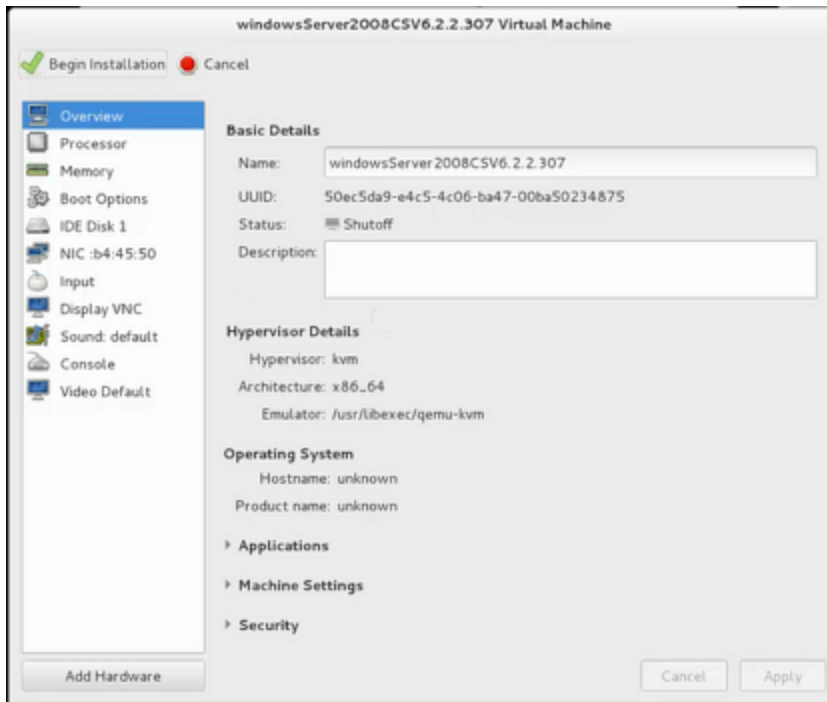 windowsServer2008CSV6.2.2.307 Virtual Machine
Begin Installation Cancel
Overview
Processor
Memory
Boot Options
IDE Disk 1
NIC :b4:45:50
Input
Display VNC
Sound: default
Console
Video Default
Add Hardware
Basic Details
Name: windowsServer2008CSV6.2.2.307
UUID: 50ec5da9-e4c5-4c06-ba47-00ba50234875
Status: Shutoff
Description:
Hypervisor Details
Hypervisor: kvm
Architecture: x86_64
Emulator: /usr/libexec/qemu-kvm
Operating System
Hostname: unknown
Product name: unknown
Applications
Machine Settings
Security
Cancel Apply